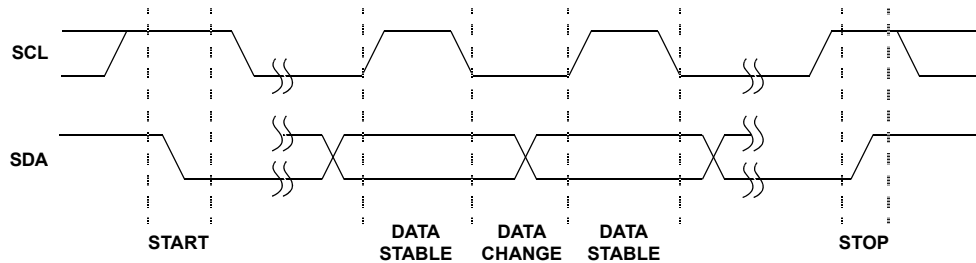 SCL
SDA
START
DATA
STABLE
DATA
CHANGE
DATA
STABLE
STOP